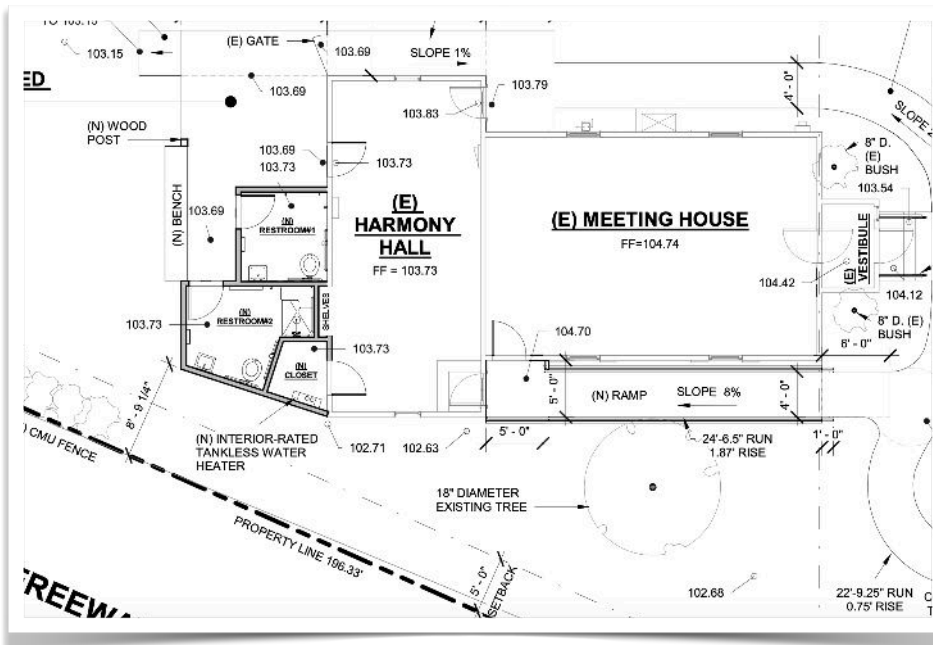 TO 103.15
103.15
(E) GATE
103.69
SLOPE 1%
103.79
ED
103.69
103.83
4' - 0"
SLOPE 2
(N) WOOD
POST
103.69
103.73
103.73
8" D.
(E)
BUSH
103.54
(N) BENCH
103.69
(N)
RESTROOM#1
(E)
HARMONY
HALL
FF = 103.73
(E) MEETING HOUSE
FF=104.74
(E)
VESTIBULE
104.42
104.12
103.73
(N)
RESTROOM#2
SHELVES
103.73
(N)
CLOSET
104.70
8" D. (E)
BUSH
6' - 0"
8' - 9 1/4"
5' - 0"
(N) RAMP
SLOPE 8%
4' - 0"
) CMU FENCE
(N) INTERIOR-RATED
TANKLESS WATER
HEATER
102.71
102.63
5' - 0"
24'-6.5" RUN
1.87' RISE
1' - 0"
18" DIAMETER
EXISTING TREE
PROPERTY LINE 196.33'
5' - 0"
SETBACK
102.68
22'-9.25" RUN
0.75' RISE
C
T
FREEWA